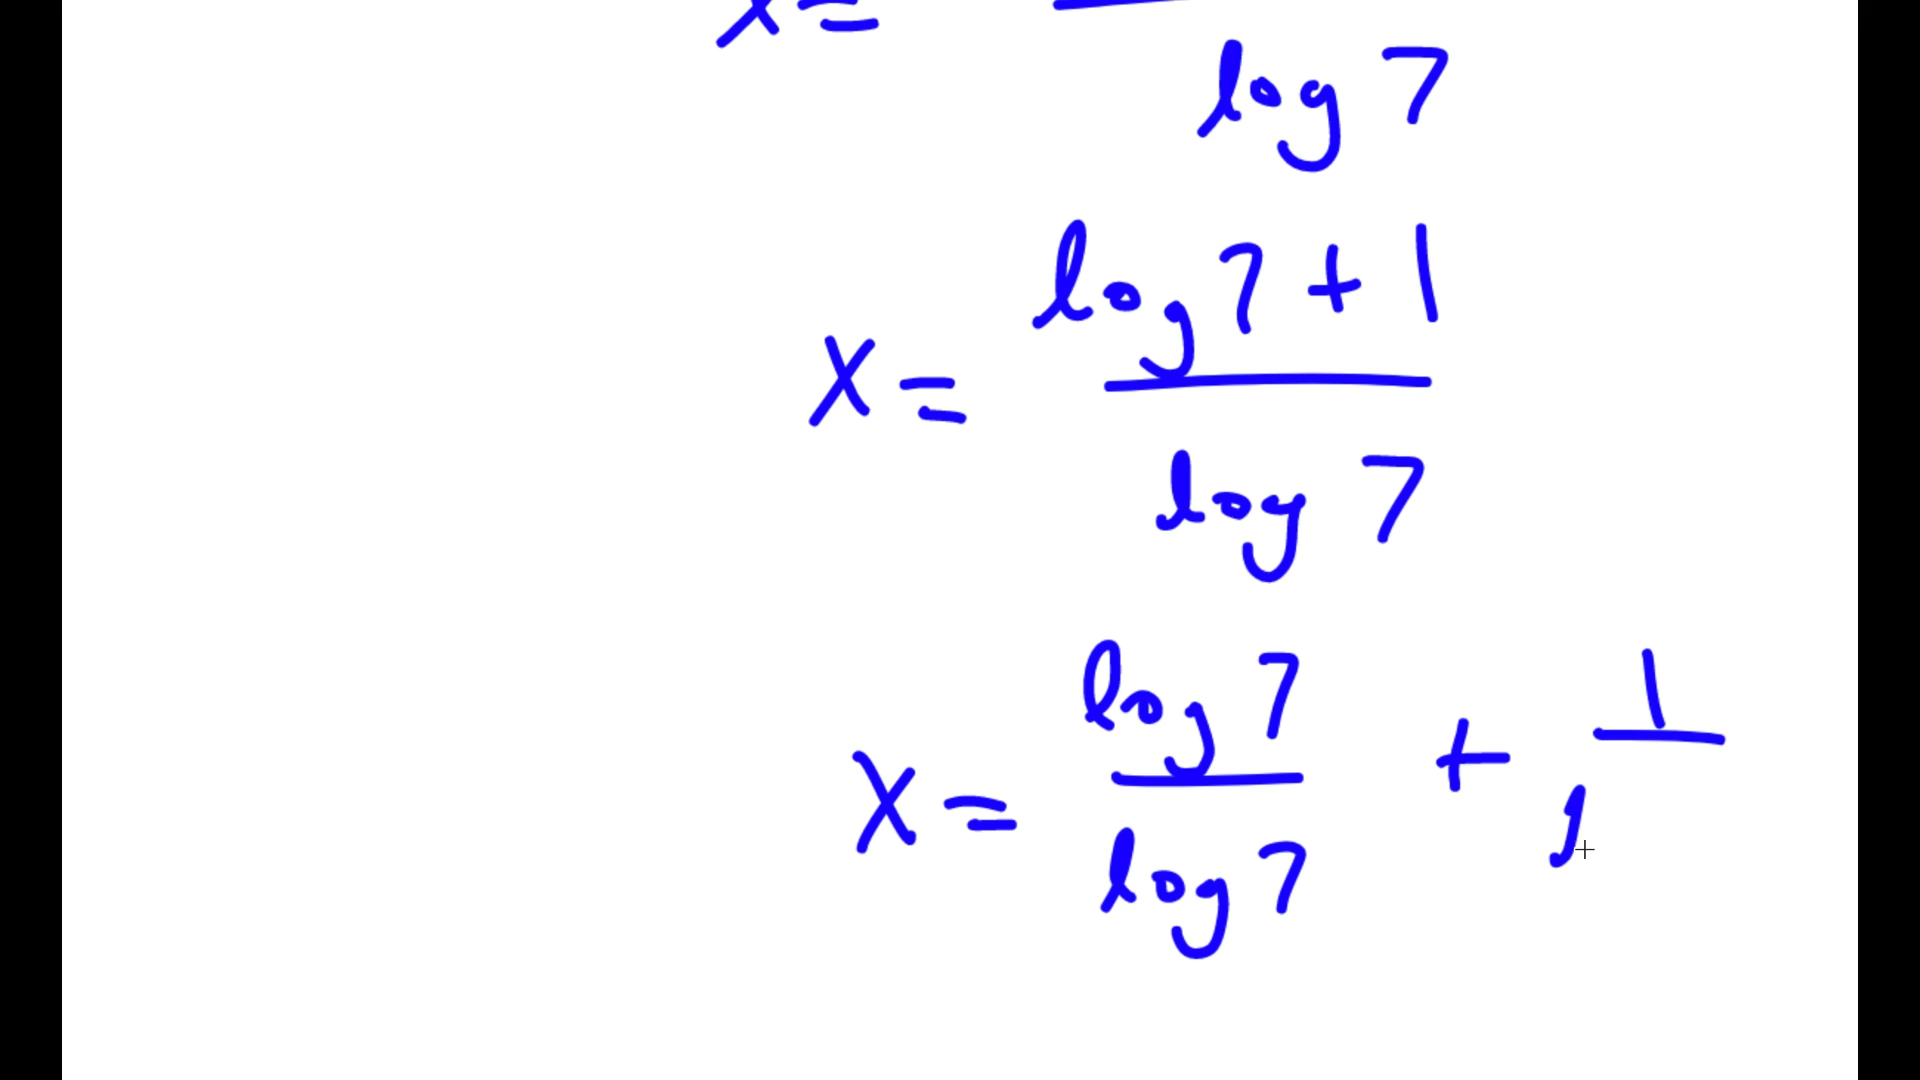 x =
log 7
x = log 7 + 1
log 7
x = log 7 + 1
log 7